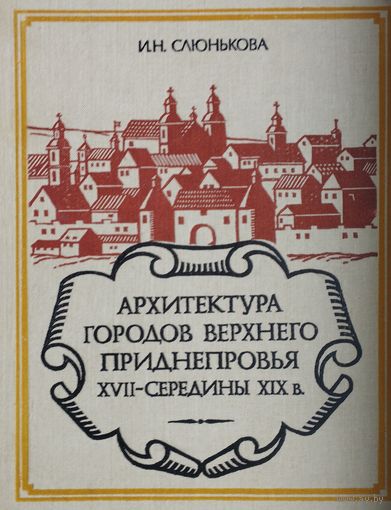 И.Н. СЛЮНЬКОВА
АРХИТЕКТУРА
ГОРОДОВ ВЕРХНЕГО
ПРИДНЕПРОВЬЯ
XVII-СЕРЕДИНЫ XIX в.